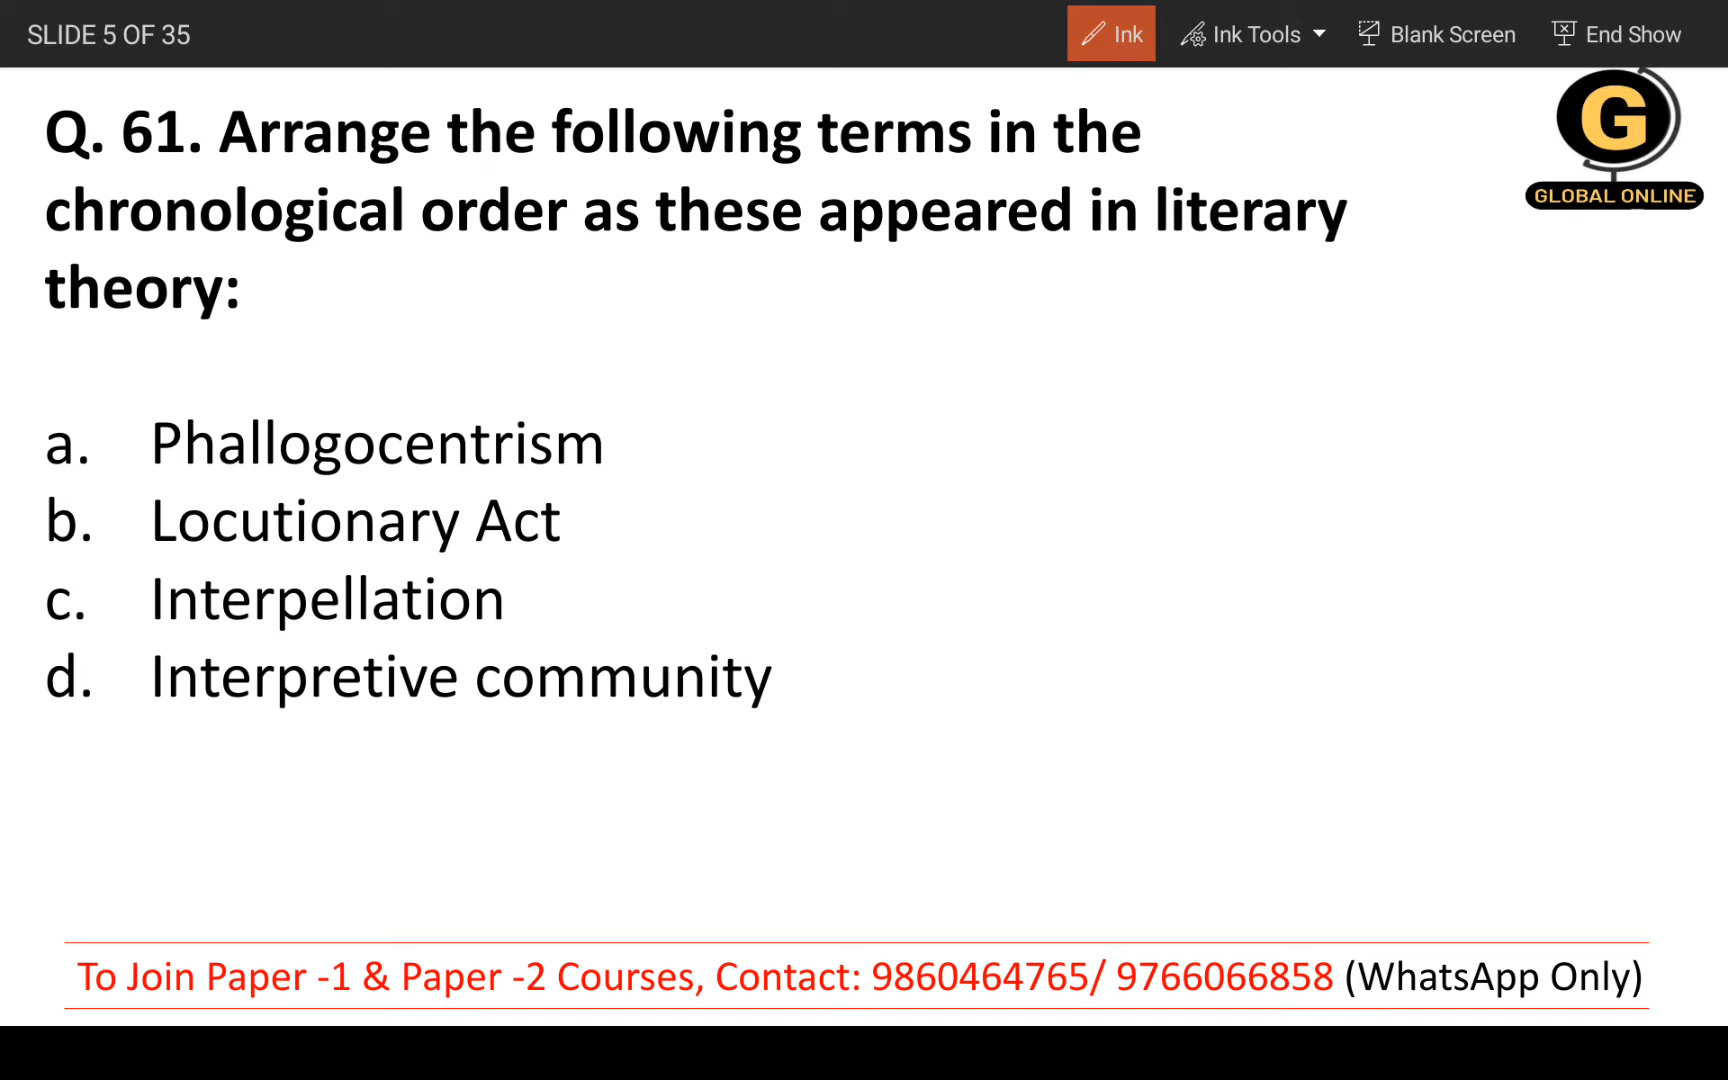 SLIDE 5 OF 35
Ink
Ink Tools
Blank Screen
End Show
G
GLOBAL ONLINE
Q. 61. Arrange the following terms in the
chronological order as these appeared in literary
theory:
a. Phallogocentrism
b. Locutionary Act
c. Interpellation
d. Interpretive community
To Join Paper -1 & Paper -2 Courses, Contact: 9860464765/ 9766066858 (WhatsApp Only)